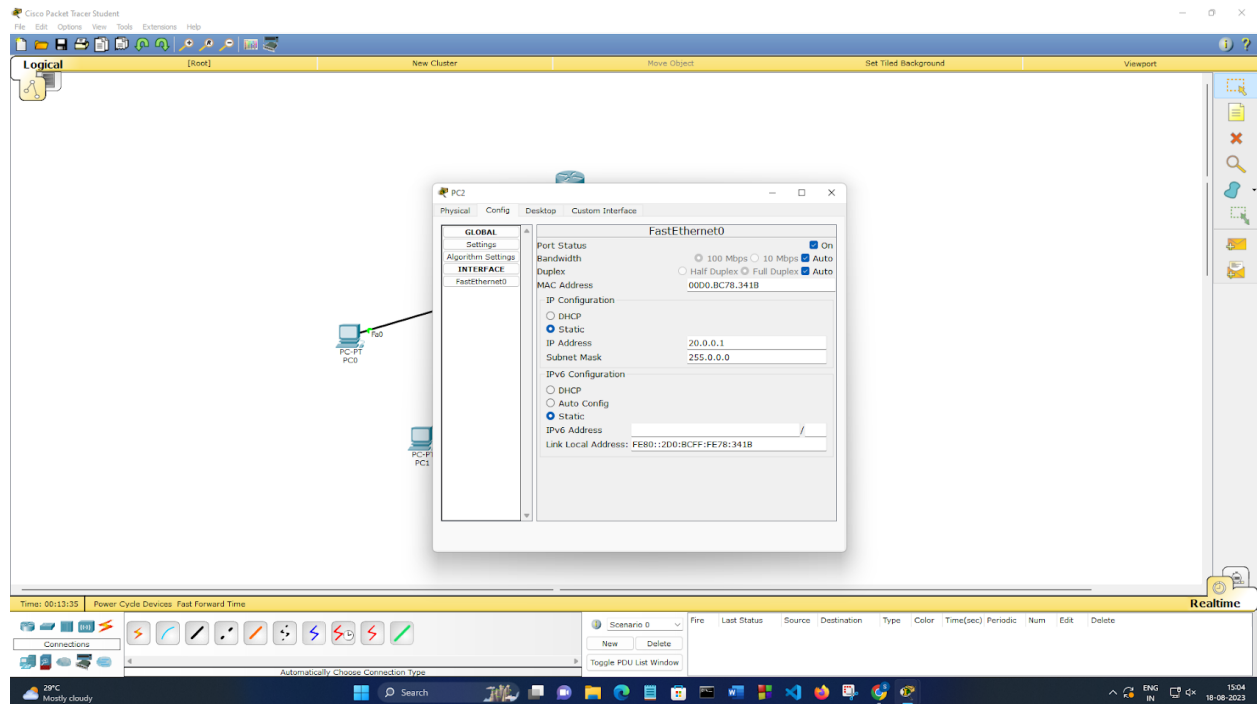 Cisco Packet Tracer Student
File Edit Options View Tools Extensions Help
Logical [Root] New Cluster Move Object Set Tiled Background Viewport
PC2
Physical Config Desktop Custom Interface
GLOBAL
Settings
Algorithm Settings
INTERFACE
FastEthernet0
FastEthernet0
Port Status On
Bandwidth 100 Mbps 10 Mbps Auto
Duplex Half Duplex Full Duplex Auto
MAC Address 00D0.BC78.341B
IP Configuration
DHCP
Static
IP Address 20.0.0.1
Subnet Mask 255.0.0.0
IPv6 Configuration
DHCP
Auto Config
Static
IPv6 Address /
Link Local Address: FE80::2D0:BCFF:FE78:341B
Fa0
PC-PT
PC0
PC-PT
PC1
Time: 00:13:35 Power Cycle Devices Fast Forward Time Realtime
Connections
Automatically Choose Connection Type
Scenario 0
New Delete
Toggle PDU List Window
Fire Last Status Source Destination Type Color Time(sec) Periodic Num Edit Delete
29°C
Mostly cloudy
Search
ENG
IN
15:04
18-08-2023